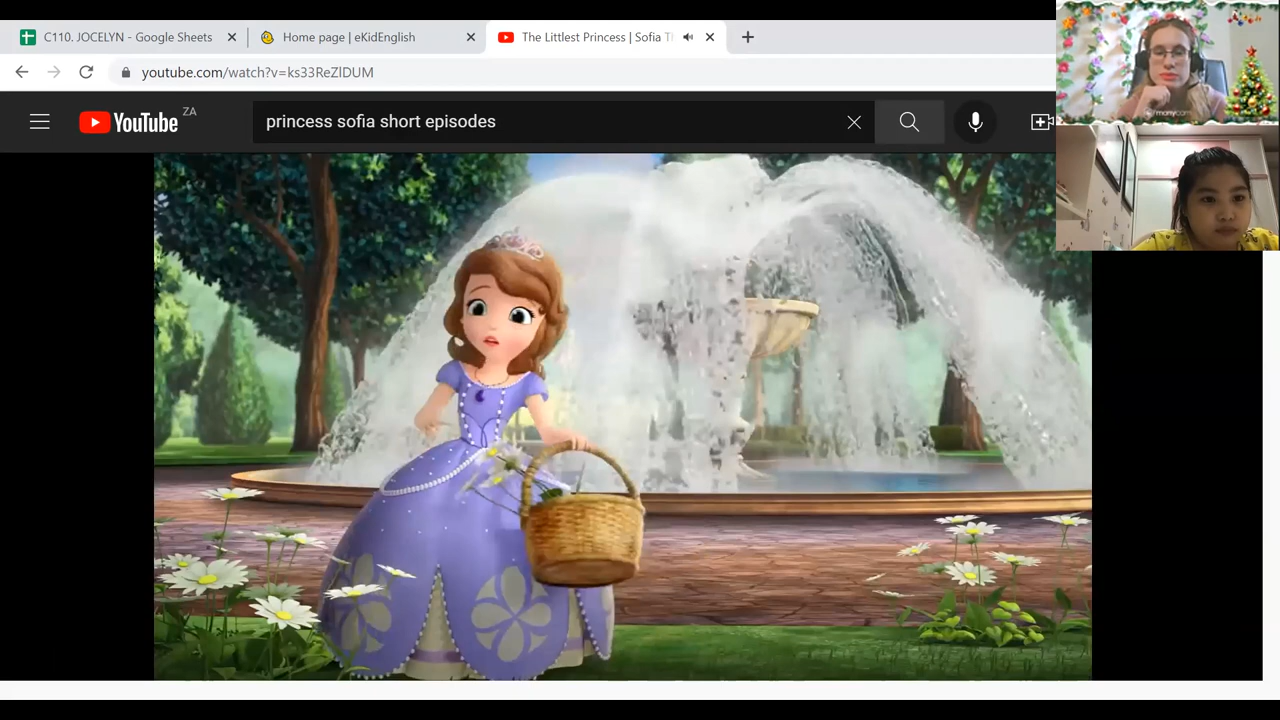 C110. JOCELYN - Google Sheets
Home page | eKidEnglish
The Littlest Princess | Sofia Th
youtube.com/watch?v=ks33ReZlDUM
YouTube ZA
princess sofia short episodes